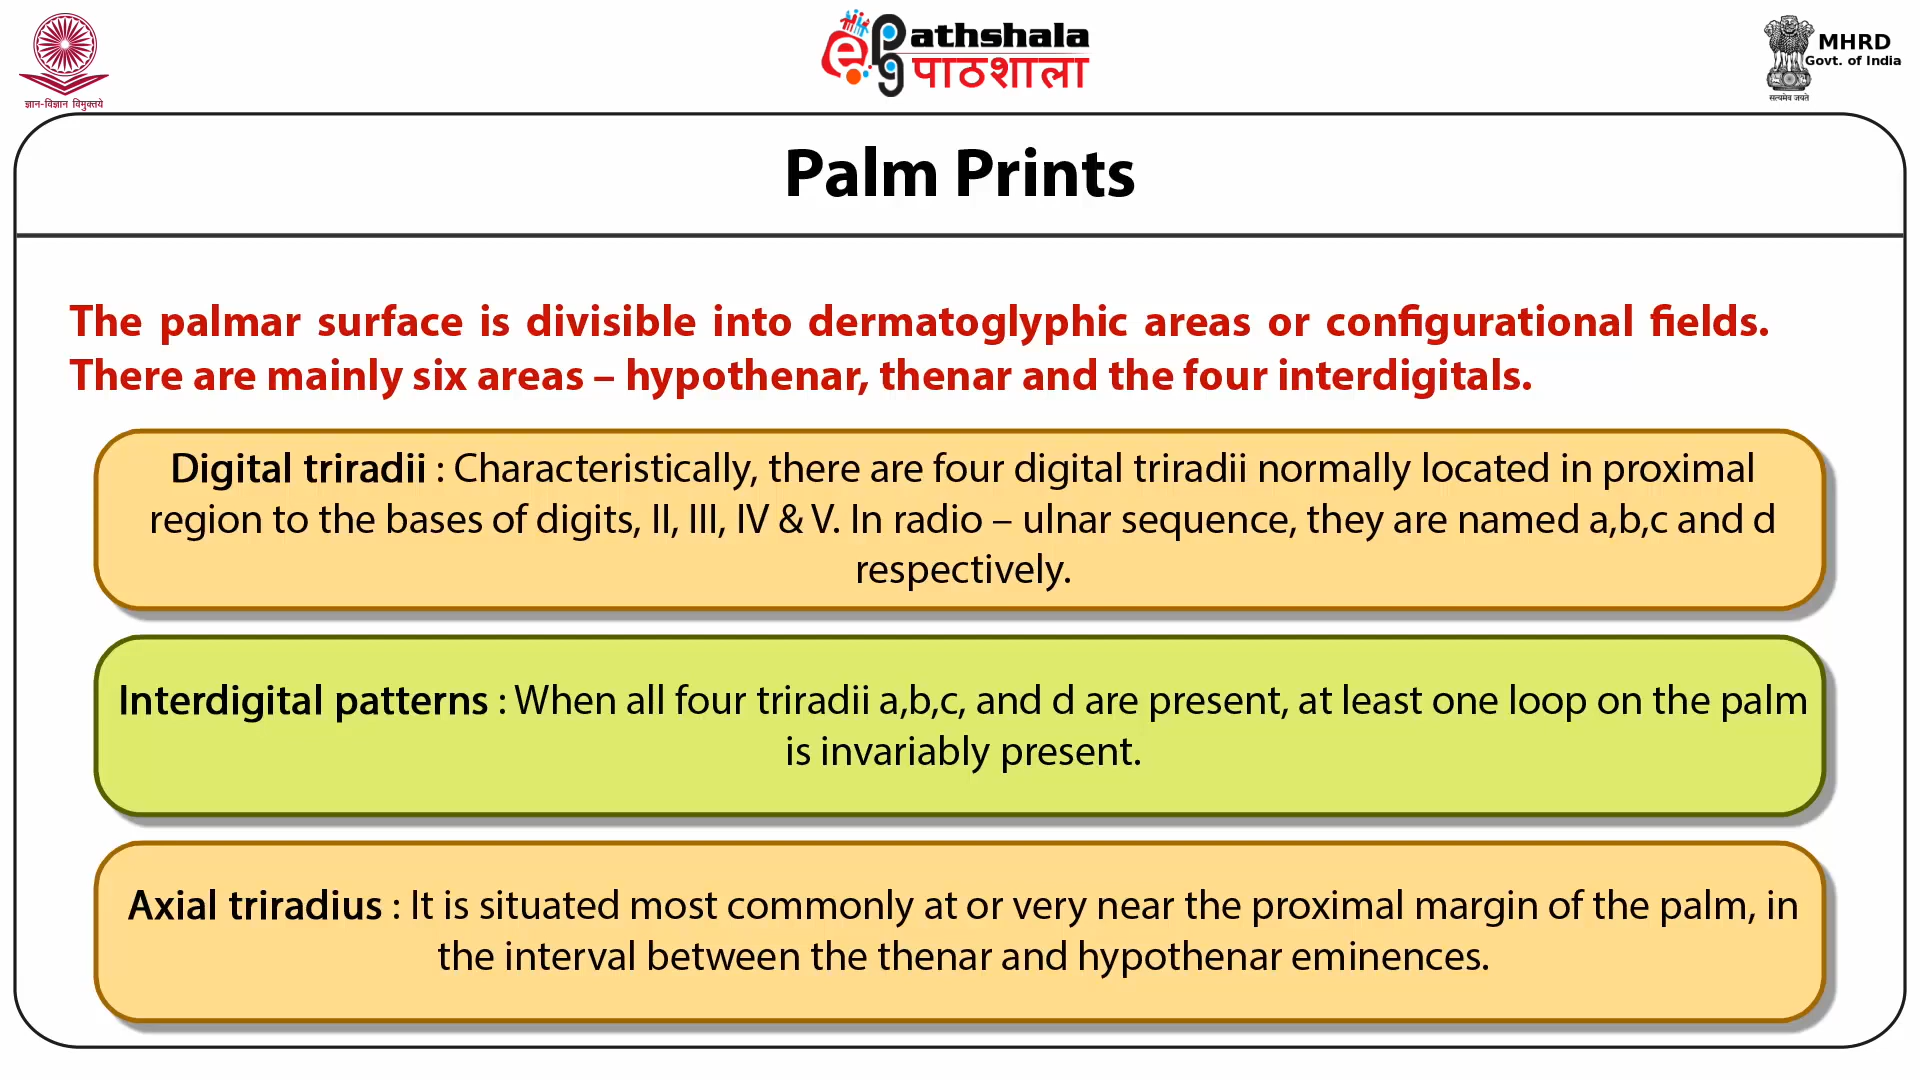 ज्ञान-विज्ञान विमुक्तये
ePathshala
पाठशाला
MHRD
Govt. of India
सत्यमेव जयते
Palm Prints
The palmar surface is divisible into dermatoglyphic areas or configurational fields.
There are mainly six areas – hypothenar, thenar and the four interdigitals.
Digital triradii : Characteristically, there are four digital triradii normally located in proximal
region to the bases of digits, II, III, IV & V. In radio – ulnar sequence, they are named a,b,c and d
respectively.
Interdigital patterns : When all four triradii a,b,c, and d are present, at least one loop on the palm
is invariably present.
Axial triradius : It is situated most commonly at or very near the proximal margin of the palm, in
the interval between the thenar and hypothenar eminences.